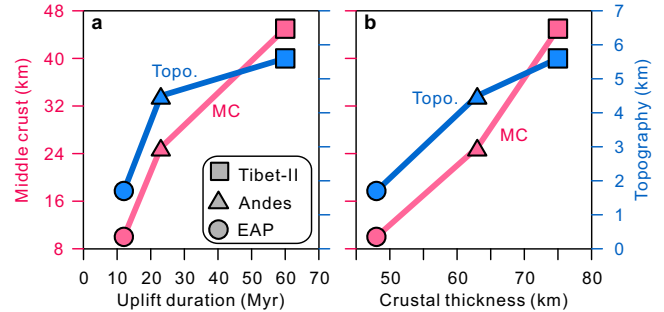 a
b
Middle crust (km)
48
40
32
24
16
8
Topo.
MC
Tibet-II
Andes
EAP
0 10 20 30 40 50 60 70
Uplift duration (Myr)
Topo.
MC
50 60 70 80
Crustal thickness (km)
7
6
5
4
3
2
1
0
Topography (km)